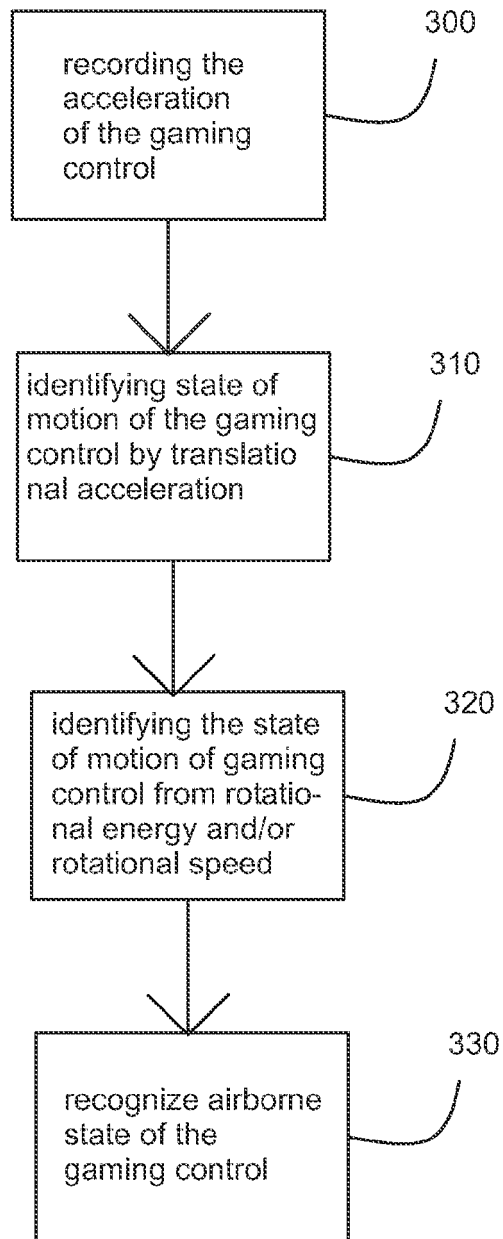 300
recording the
acceleration
of the gaming
control
310
identifying state of
motion of the gaming
control by translatio
nal acceleration
320
identifying the state
of motion of gaming
control from rotatio-
nal energy and/or
rotational speed
330
recognize airborne
state of the
gaming control